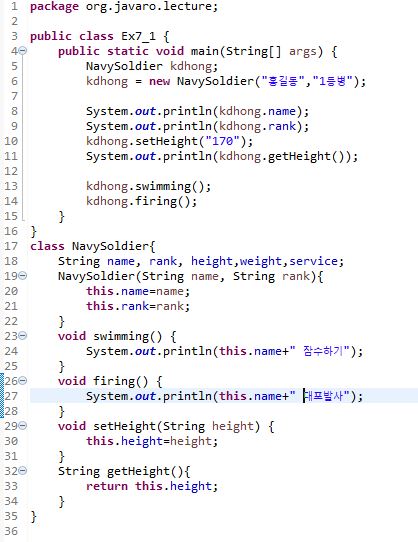 1 package org.javaro.lecture;
2
3 public class Ex7_1 {
4 public static void main(String[] args) {
5 NavySoldier kdhong;
6 kdhong = new NavySoldier("홍길동","1등병");
7
8 System.out.println(kdhong.name);
9 System.out.println(kdhong.rank);
10 kdhong.setHeight("170");
11 System.out.println(kdhong.getHeight());
12
13 kdhong.swimming();
14 kdhong.firing();
15 }
16 }
17 class NavySoldier{
18 String name, rank, height,weight,service;
19 NavySoldier(String name, String rank){
20 this.name=name;
21 this.rank=rank;
22 }
23 void swimming() {
24 System.out.println(this.name+" 잠수하기");
25 }
26 void firing() {
27 System.out.println(this.name+" 대포발사");
28 }
29 void setHeight(String height) {
30 this.height=height;
31 }
32 String getHeight(){
33 return this.height;
34 }
35 }
36